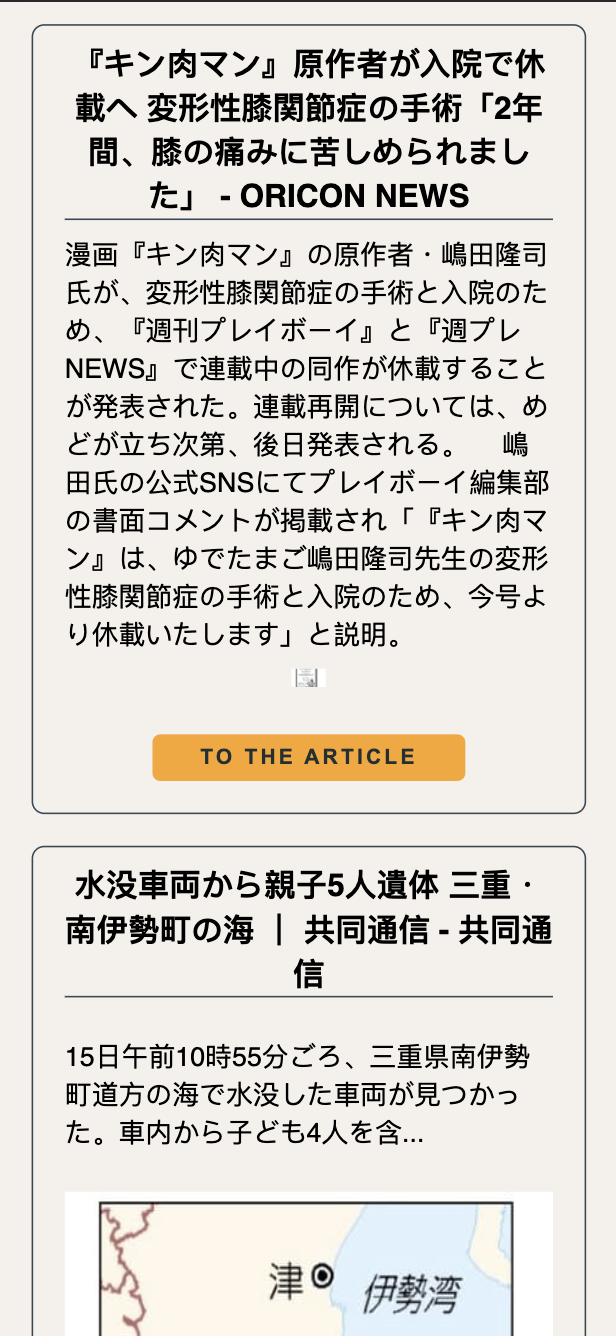 『キン肉マン』原作者が入院で休
載へ 変形性膝関節症の手術「2年
間、膝の痛みに苦しめられまし
た」 - ORICON NEWS
漫画『キン肉マン』の原作者・嶋田隆司
氏が、変形性膝関節症の手術と入院のた
め、『週刊プレイボーイ』と『週プレ
NEWS』で連載中の同作が休載すること
が発表された。連載再開については、め
どが立ち次第、後日発表される。　嶋
田氏の公式SNSにてプレイボーイ編集部
の書面コメントが掲載され「『キン肉マ
ン』は、ゆでたまご嶋田隆司先生の変形
性膝関節症の手術と入院のため、今号よ
り休載いたします」と説明。
TO THE ARTICLE
水没車両から親子5人遺体 三重・
南伊勢町の海 ｜ 共同通信 - 共同通
信
15日午前10時55分ごろ、三重県南伊勢
町道方の海で水没した車両が見つかっ
た。車内から子ども4人を含...
津
伊勢湾